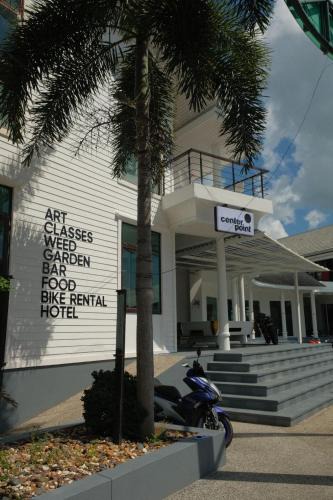 ART
CLASSES
WEED
GARDEN
BAR
FOOD
BIKE RENTAL
HOTEL
center
point